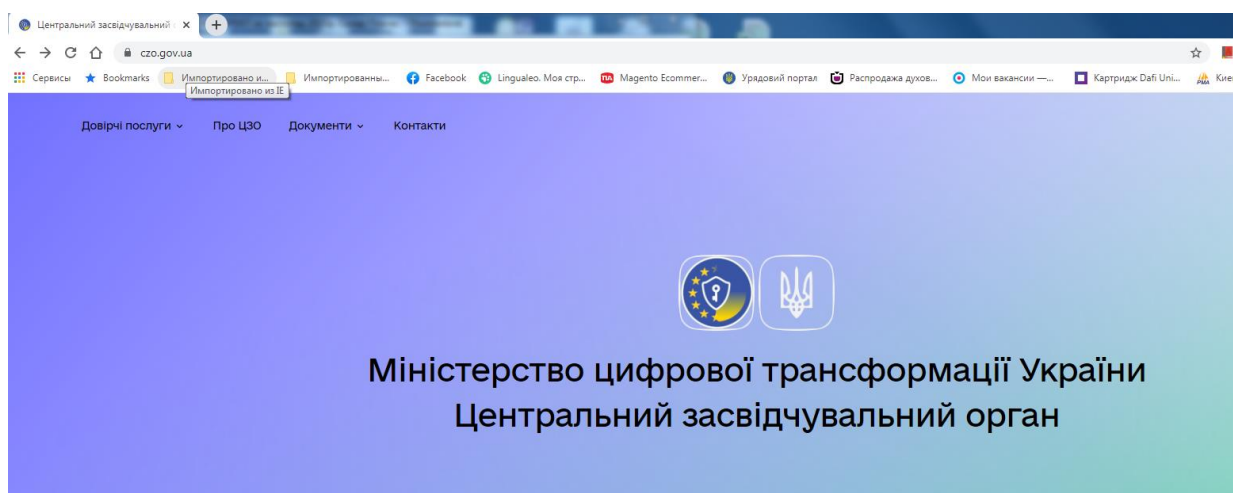 Центральний засвідчувальний
czo.gov.ua
Сервисы Bookmarks Импортировано и... Импортированны... Facebook Lingualeo. Моя стр... Magento Ecommer... Урядовий портал Распродажа духов... Мои вакансии —... Картридж Dafi Uni... Кие
Импортировано из IE
Довірчі послуги Про ЦЗО Документи Контакти
Міністерство цифрової трансформації України
Центральний засвідчувальний орган